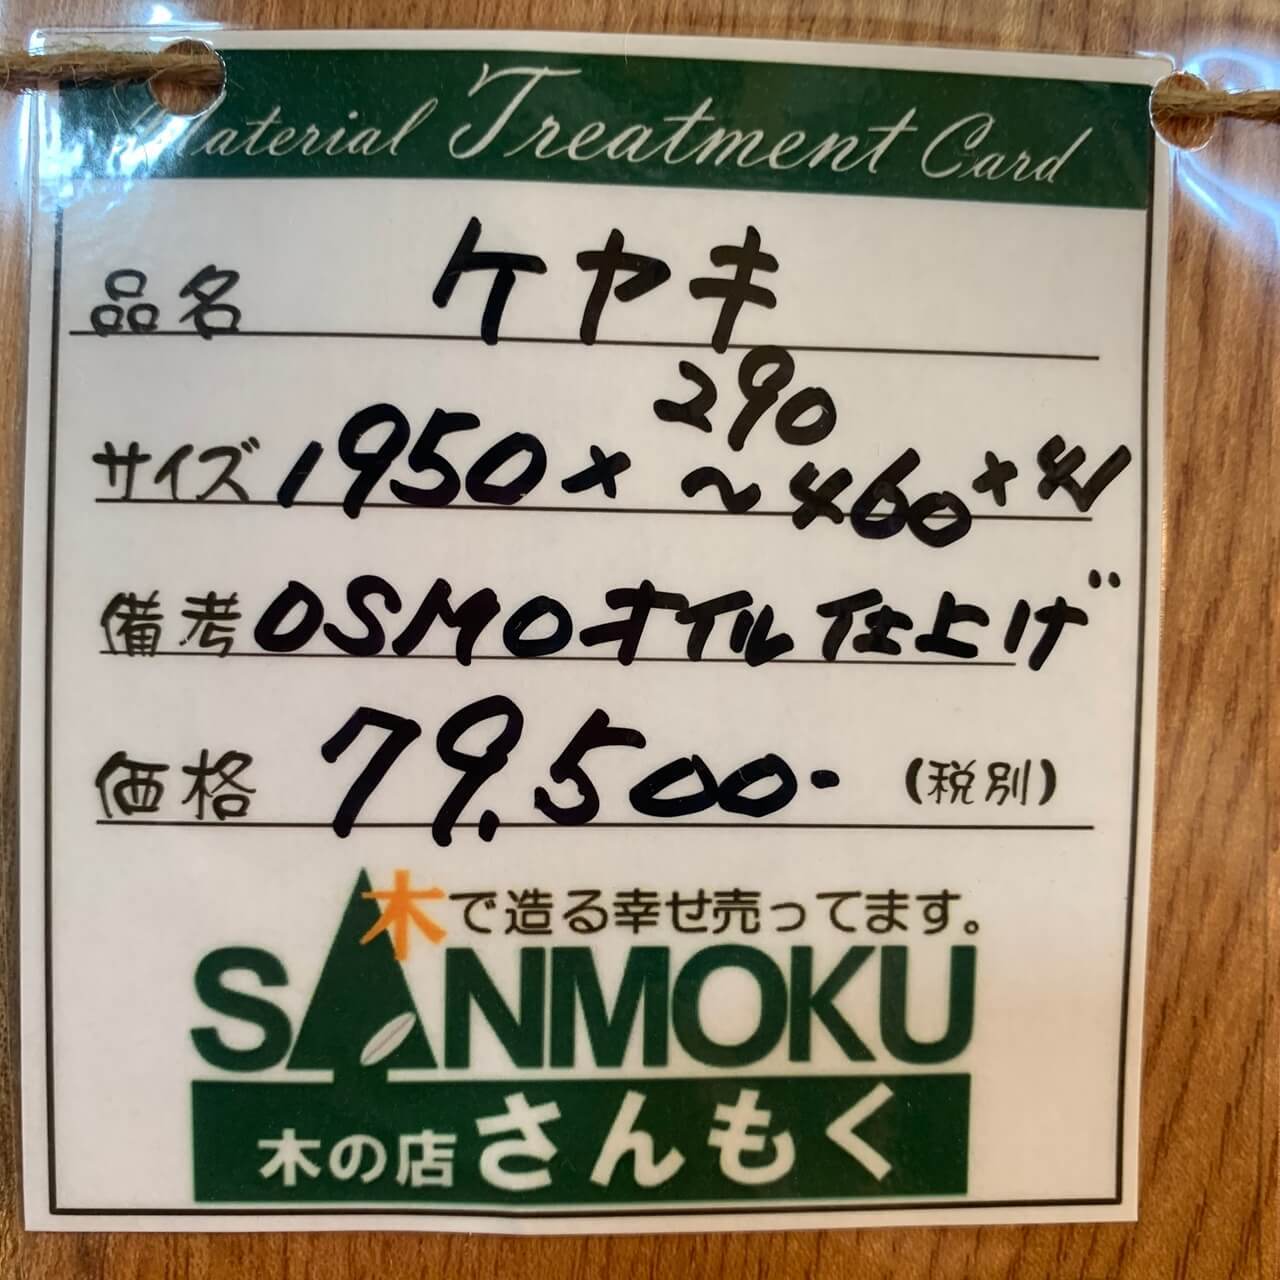 Material Treatment Card
品名 ケヤキ
サイズ 1950 × 290～460 × 41
備考 OSMOオイル仕上げ
価格 79,500- (税別)
木で造る幸せ売ってます。
SANMOKU
木の店 さんもく